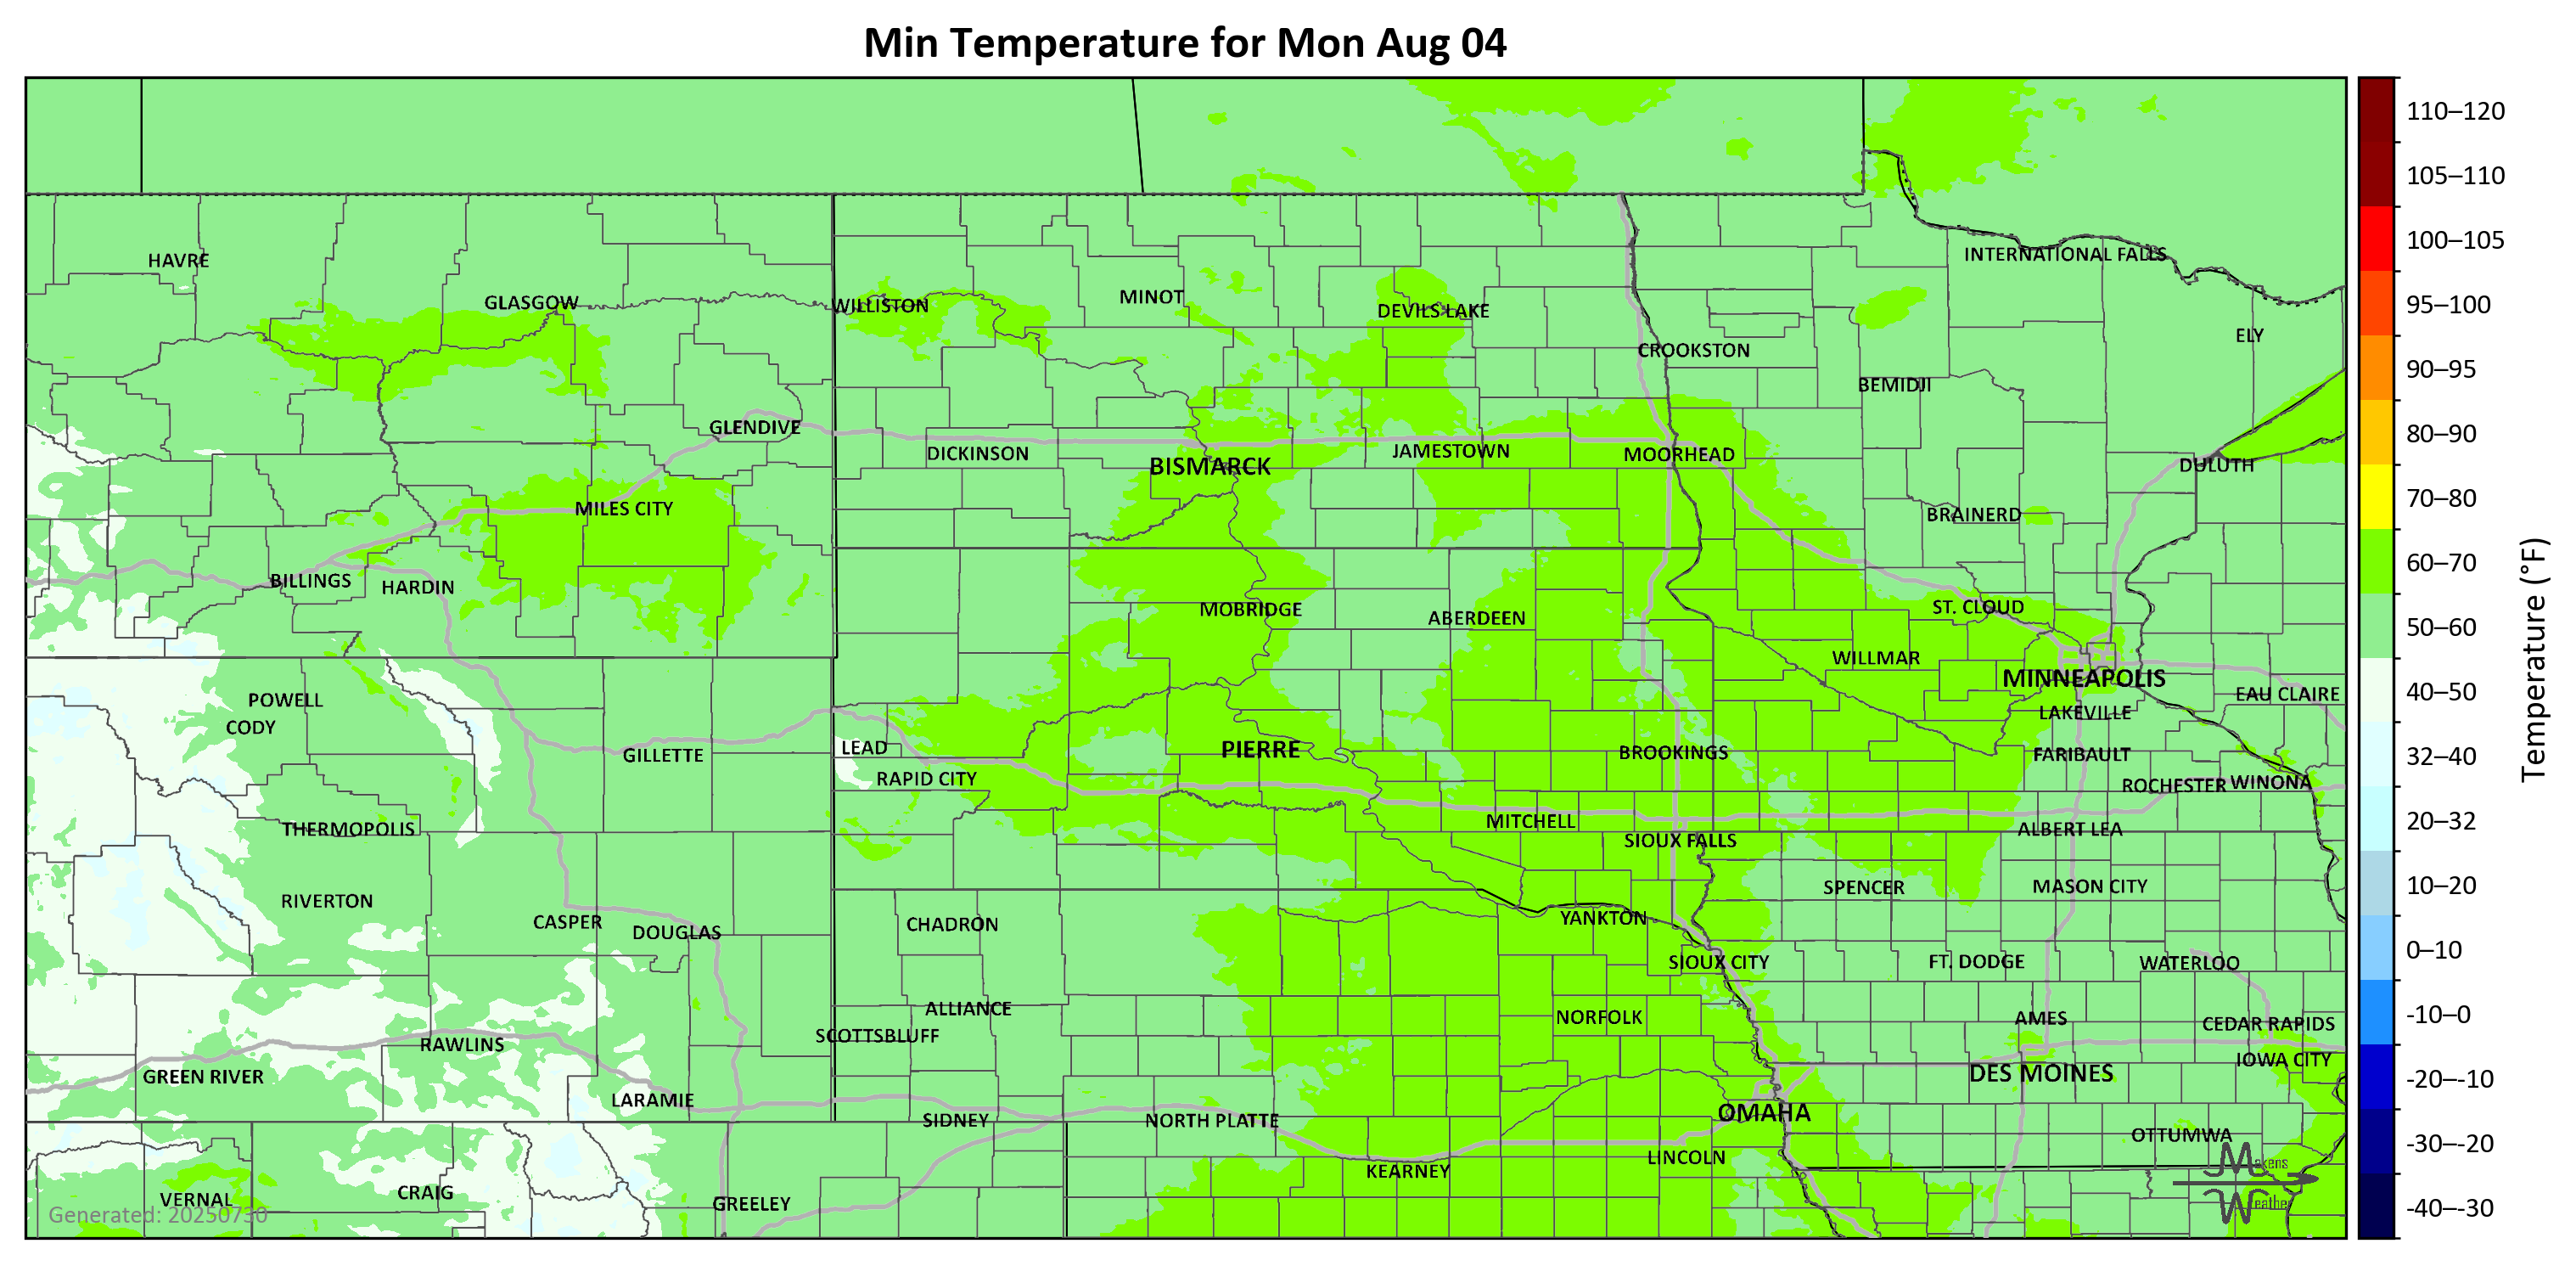 Min Temperature for Mon Aug 04
HAVRE
GLASGOW
WILLISTON
MINOT
DEVILS LAKE
CROOKSTON
INTERNATIONAL FALLS
ELY
BEMIDJI
GLENDIVE
DICKINSON
BISMARCK
JAMESTOWN
MOORHEAD
DULUTH
MILES CITY
BRAINERD
BILLINGS
HARDIN
MOBRIDGE
ABERDEEN
ST. CLOUD
WILLMAR
MINNEAPOLIS
EAU CLAIRE
POWELL
CODY
LAKEVILLE
GILLETTE
LEAD
RAPID CITY
PIERRE
BROOKINGS
FARIBAULT
ROCHESTER
WINONA
THERMOPOLIS
MITCHELL
SIOUX FALLS
ALBERT LEA
RIVERTON
CASPER
DOUGLAS
CHADRON
YANKTON
SPENCER
MASON CITY
SIOUX CITY
FT. DODGE
WATERLOO
ALLIANCE
SCOTTSBLUFF
NORFOLK
AMES
CEDAR RAPIDS
RAWLINS
GREEN RIVER
IOWA CITY
DES MOINES
LARAMIE
SIDNEY
NORTH PLATTE
OMAHA
OTTUMWA
KEARNEY
LINCOLN
VERNAL
CRAIG
GREELEY
Generated: 20250730
Makens
Weather
110–120
105–110
100–105
95–100
90–95
80–90
70–80
60–70
50–60
40–50
32–40
20–32
10–20
0–10
-10–0
-20–-10
-30–-20
-40–-30
Temperature (°F)